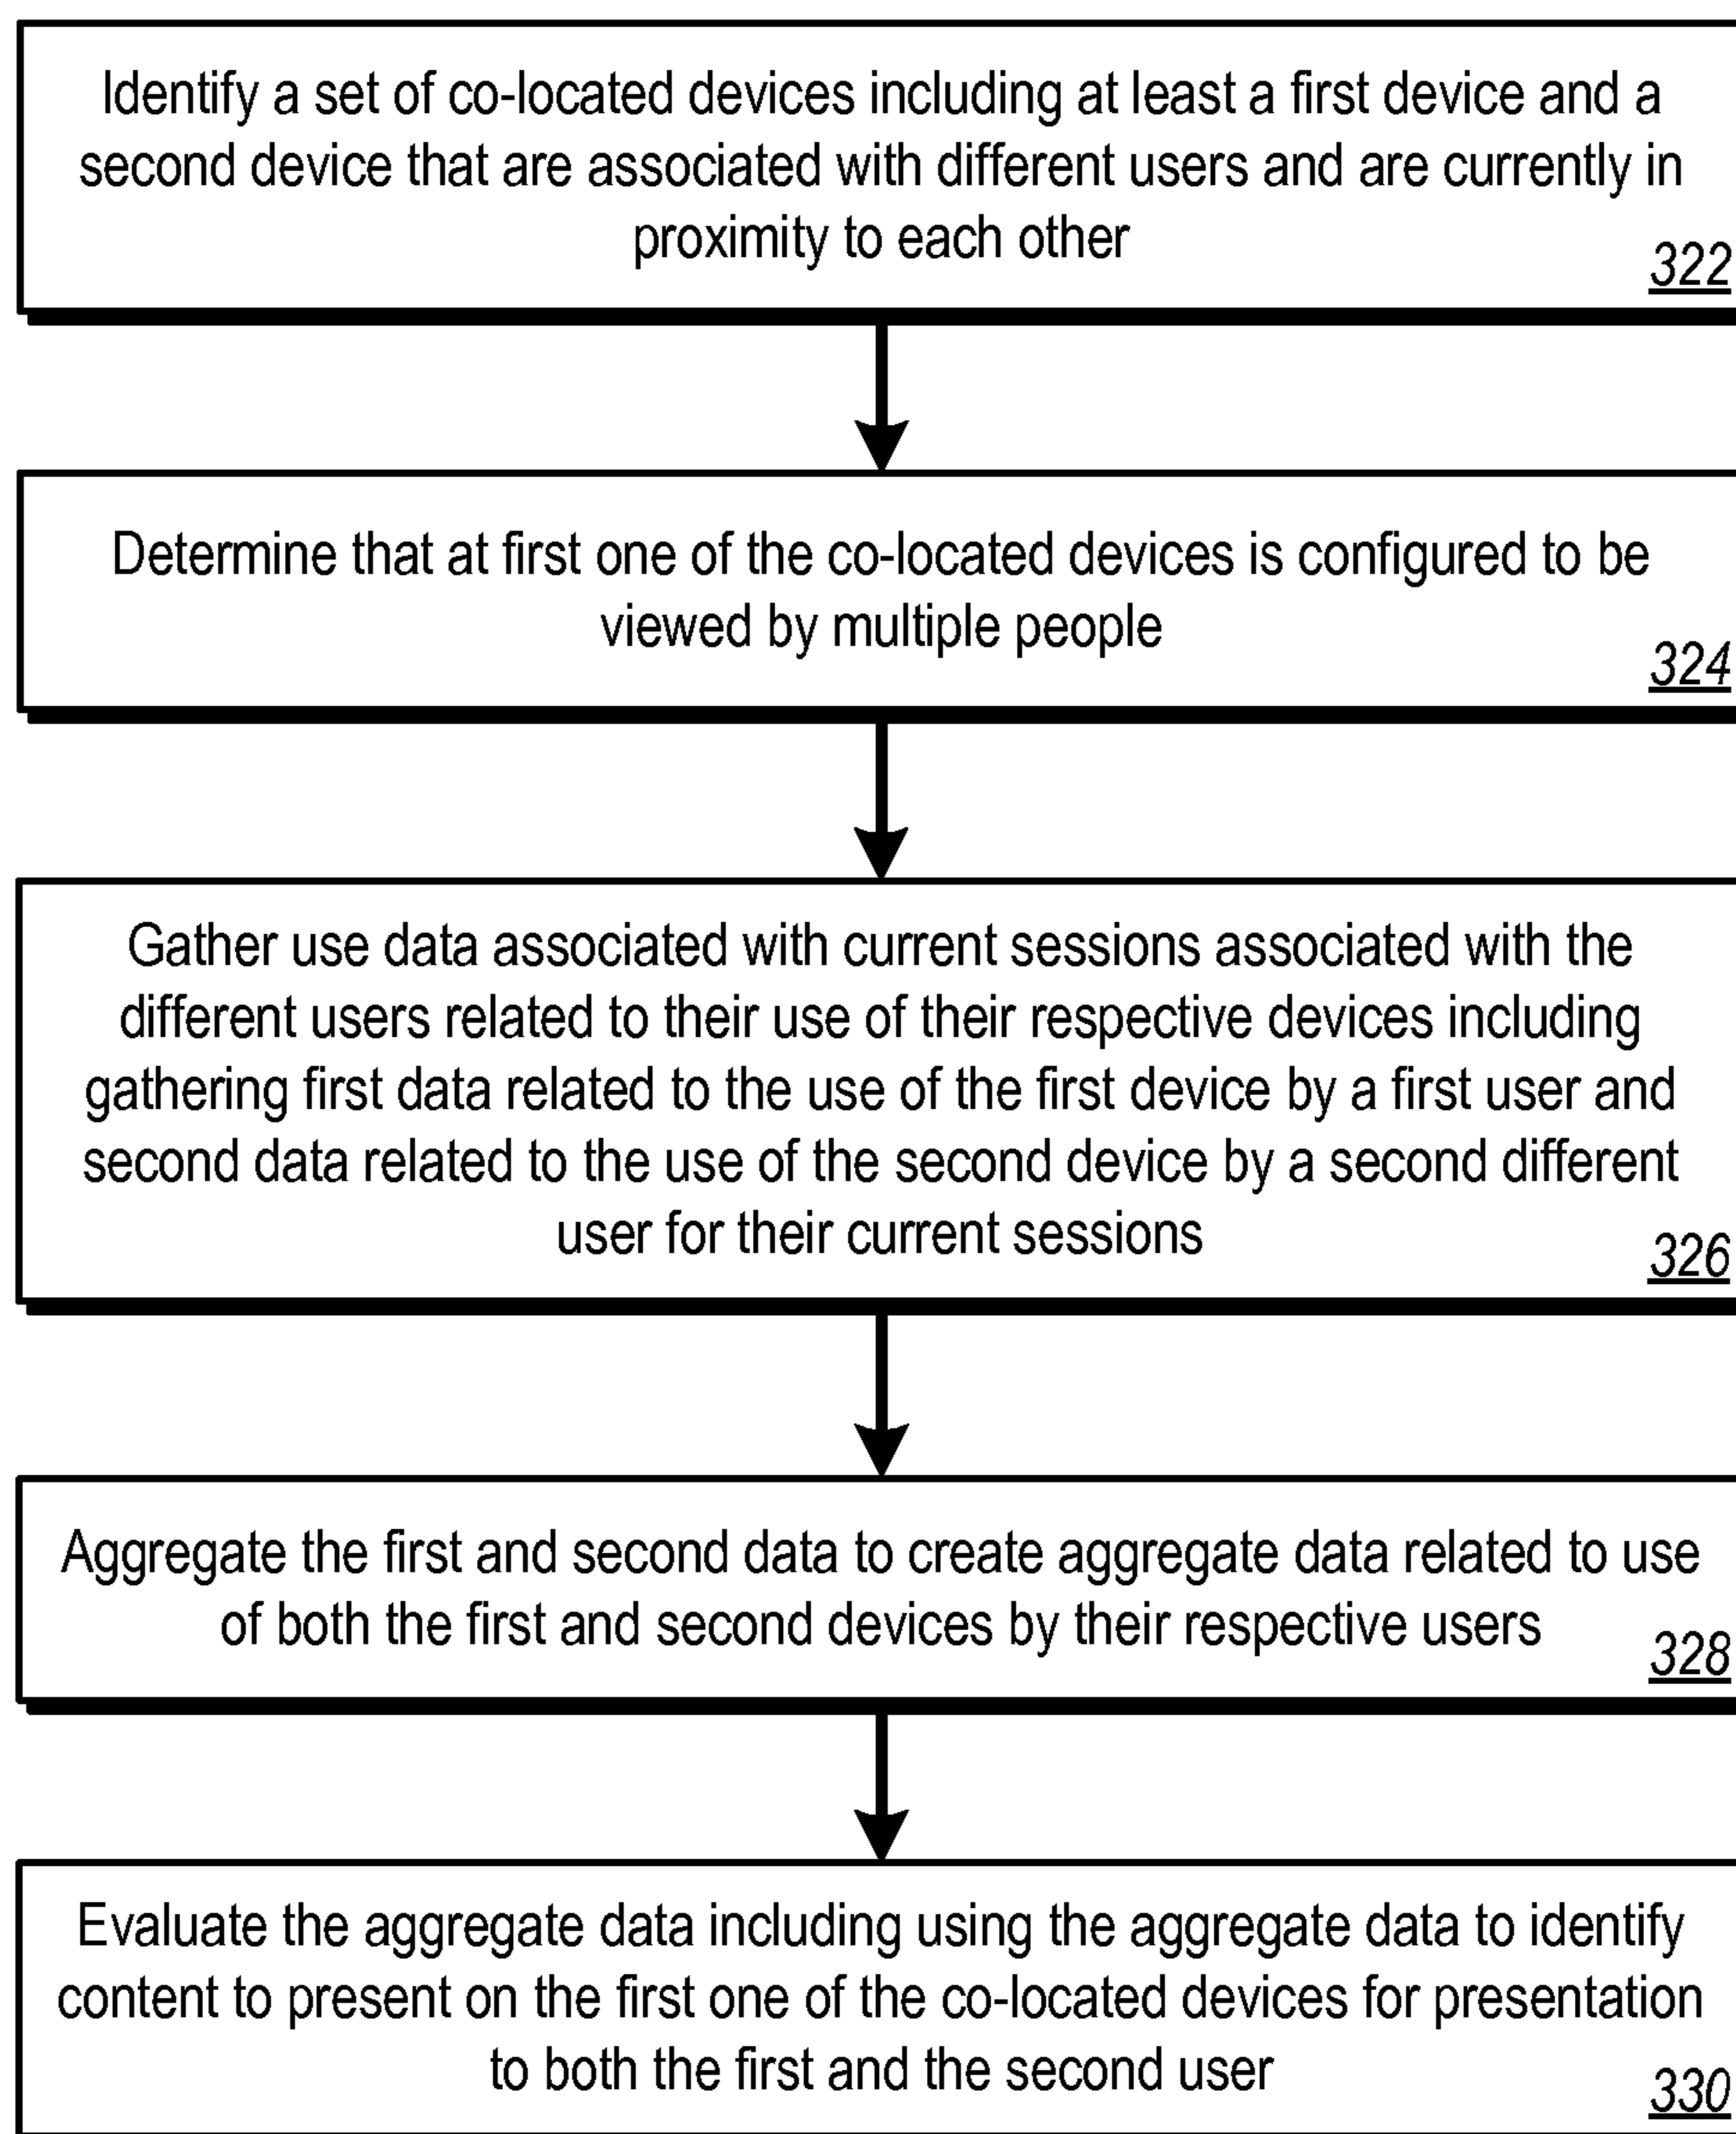 Identify a set of co-located devices including at least a first device and a
second device that are associated with different users and are currently in
proximity to each other
322
Determine that at first one of the co-located devices is configured to be
viewed by multiple people
324
Gather use data associated with current sessions associated with the
different users related to their use of their respective devices including
gathering first data related to the use of the first device by a first user and
second data related to the use of the second device by a second different
user for their current sessions
326
Aggregate the first and second data to create aggregate data related to use
of both the first and second devices by their respective users
328
Evaluate the aggregate data including using the aggregate data to identify
content to present on the first one of the co-located devices for presentation
to both the first and the second user
330